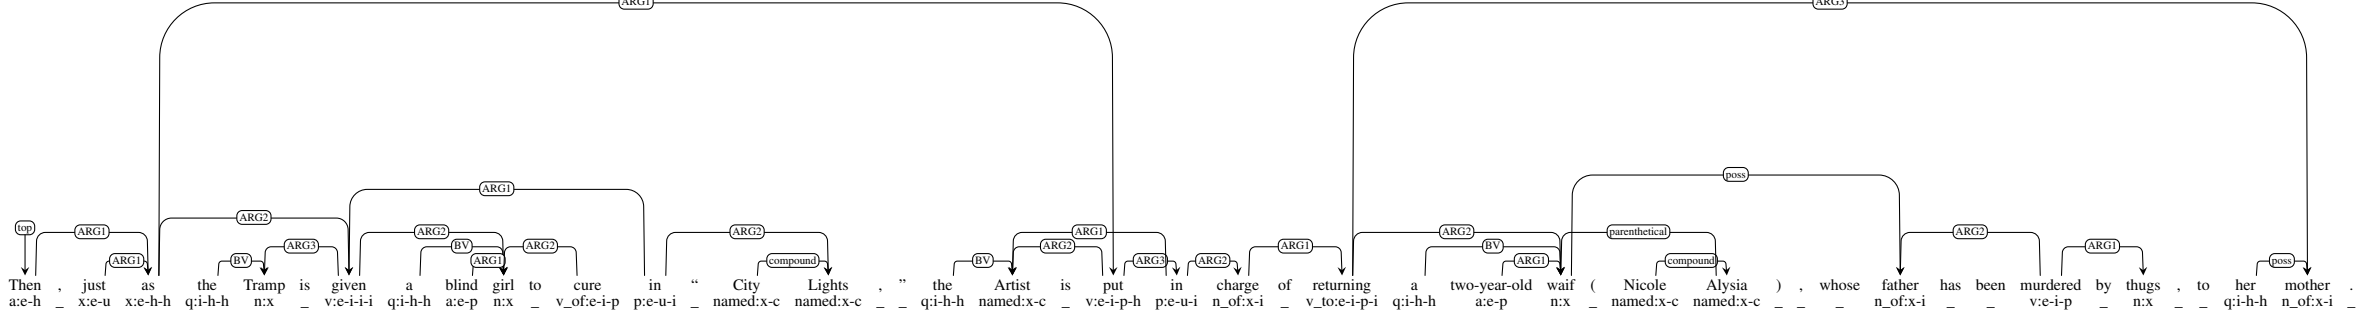 ARG1 ARG3
poss
ARG1
ARG2
top ARG1 ARG2 ARG2 ARG1 ARG2 parenthetical ARG2
ARG3 BV ARG2 ARG2 ARG1 BV ARG1
ARG1 BV ARG1 compound BV ARG3 ARG2 ARG1 compound poss
Then , just as the Tramp is given a blind girl to cure in “ City Lights , ” the Artist is put in charge of returning a two-year-old waif ( Nicole Alysia ) , whose father has been murdered by thugs , to her mother .
a:e-h _ x:e-u x:e-h-h q:i-h-h n:x _ v:e-i-i-i q:i-h-h a:e-p n:x _ v_of:e-i-p p:e-u-i _ named:x-c named:x-c _ _ q:i-h-h named:x-c _ v:e-i-p-h p:e-u-i n_of:x-i _ v_to:e-i-p-i q:i-h-h a:e-p n:x _ named:x-c named:x-c _ _ _ n_of:x-i _ _ v:e-i-p _ n:x _ _ q:i-h-h n_of:x-i _